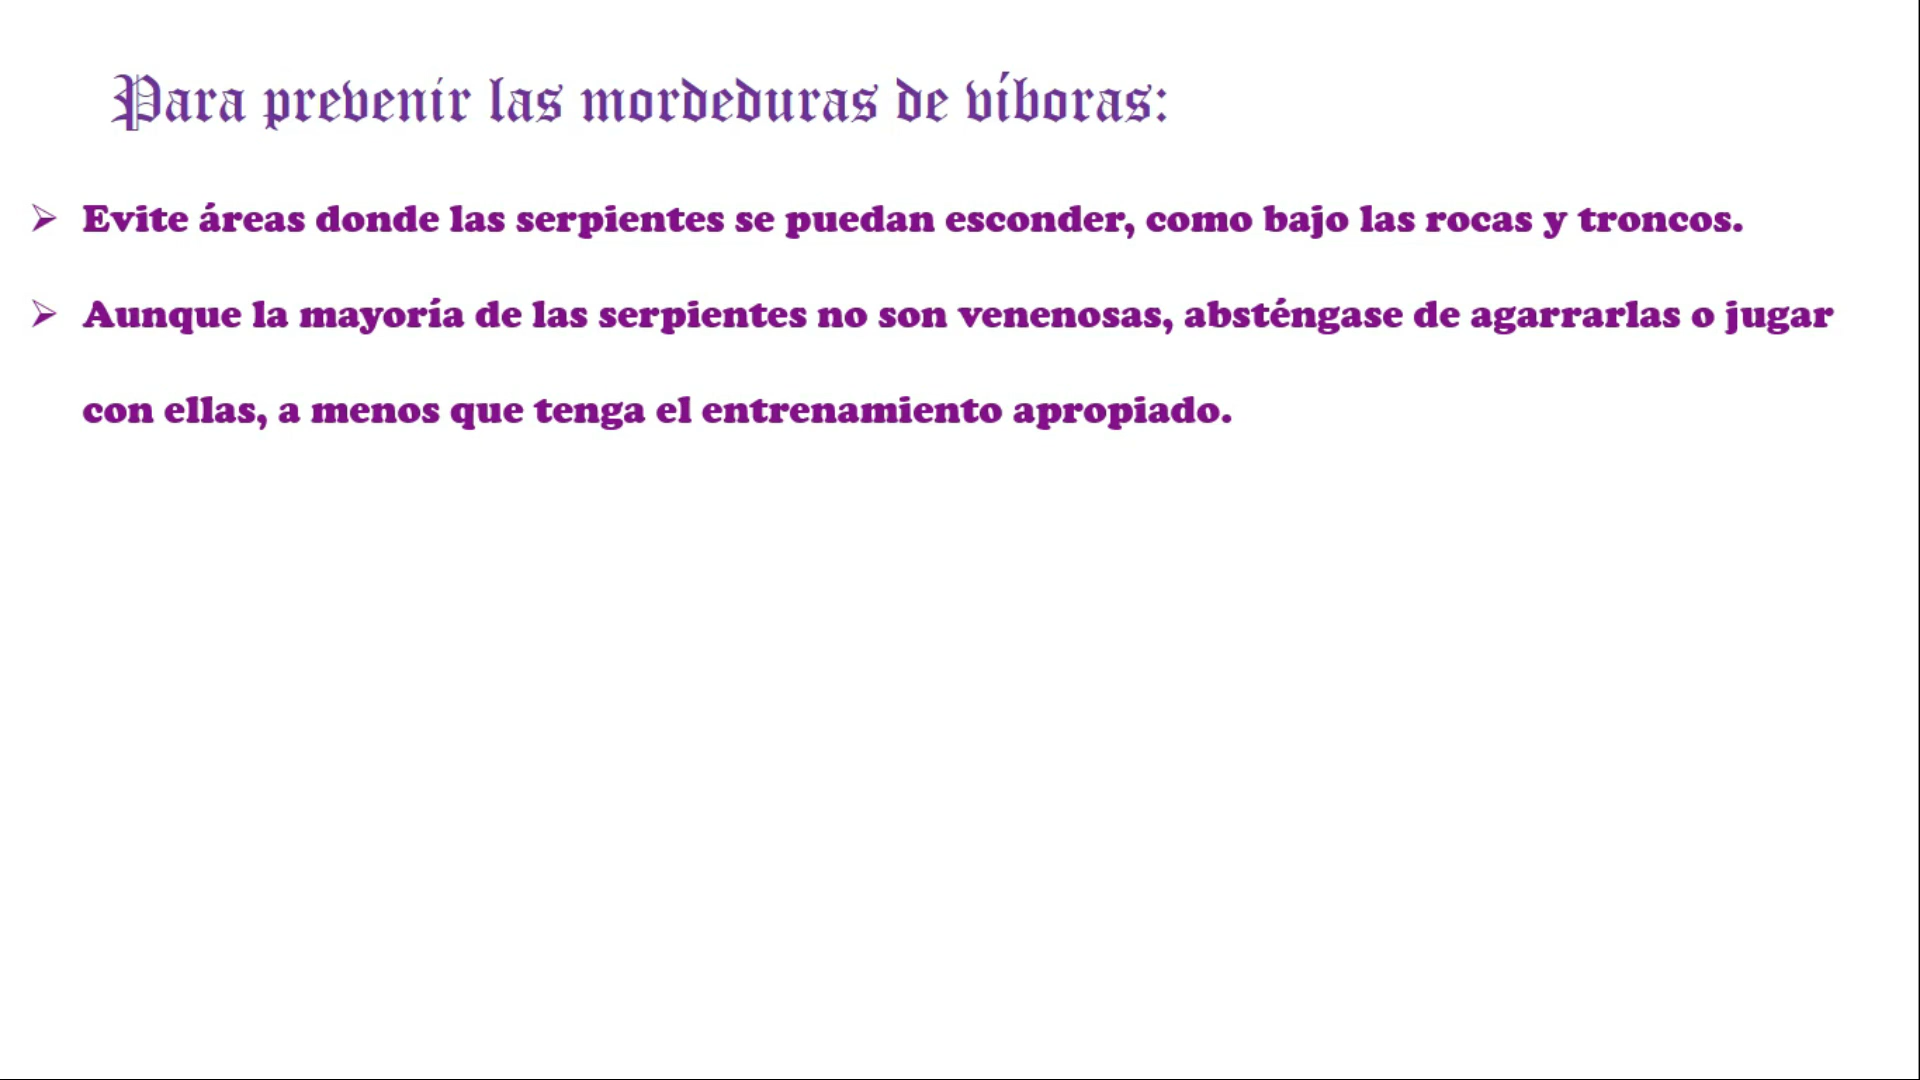 Para prevenir las mordeduras de víboras:
➢ Evite áreas donde las serpientes se puedan esconder, como bajo las rocas y troncos.
➢ Aunque la mayoría de las serpientes no son venenosas, absténgase de agarrarlas o jugar
con ellas, a menos que tenga el entrenamiento apropiado.